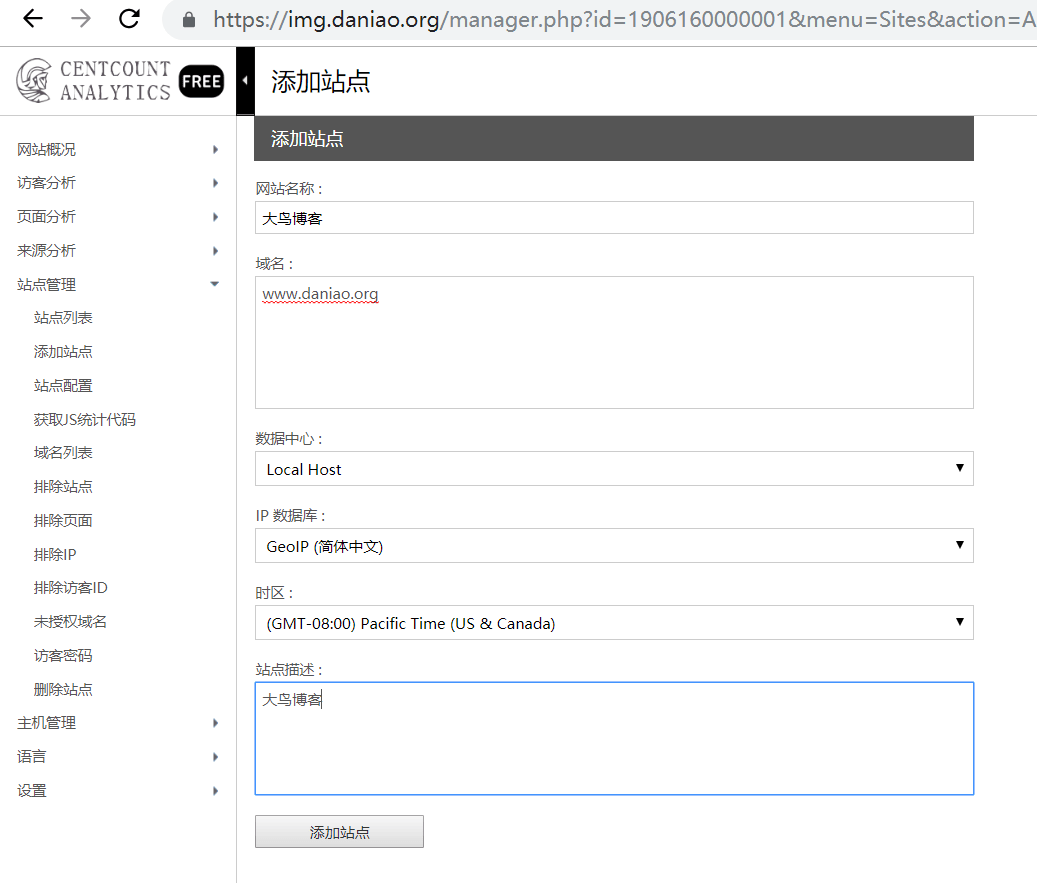 https://img.daniao.org/manager.php?id=1906160000001&menu=Sites&action=A
CENTCOUNT
ANALYTICS
FREE
添加站点
网站概况
访客分析
页面分析
来源分析
站点管理
站点列表
添加站点
站点配置
获取JS统计代码
域名列表
排除站点
排除页面
排除IP
排除访客ID
未授权域名
访客密码
删除站点
主机管理
语言
设置
添加站点
网站名称 :
大鸟博客
域名 :
www.daniao.org
数据中心 :
Local Host
IP 数据库 :
GeoIP (简体中文)
时区 :
(GMT-08:00) Pacific Time (US & Canada)
站点描述 :
大鸟博客
添加站点